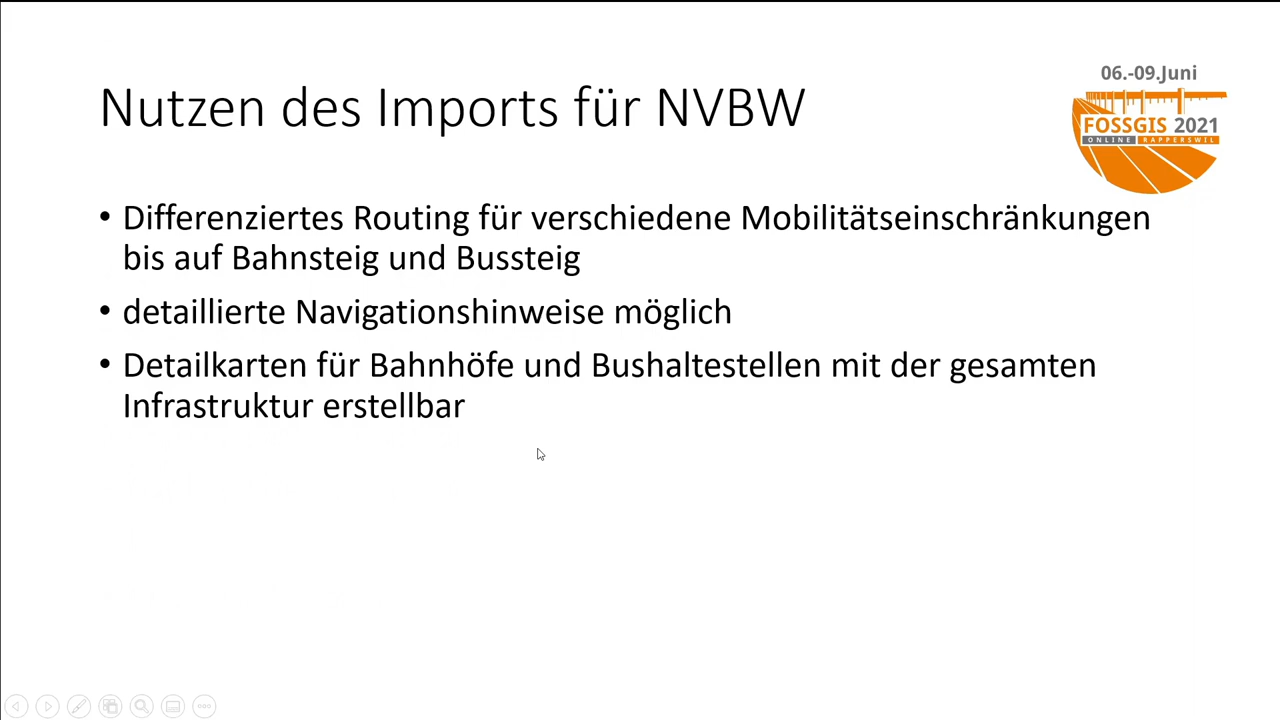 06.-09.Juni
Nutzen des Imports für NVBW
FOSSGIS 2021
ONLINE RAPPERSWIL
• Differenziertes Routing für verschiedene Mobilitätseinschränkungen
bis auf Bahnsteig und Bussteig
• detaillierte Navigationshinweise möglich
• Detailkarten für Bahnhöfe und Bushaltestellen mit der gesamten
Infrastruktur erstellbar